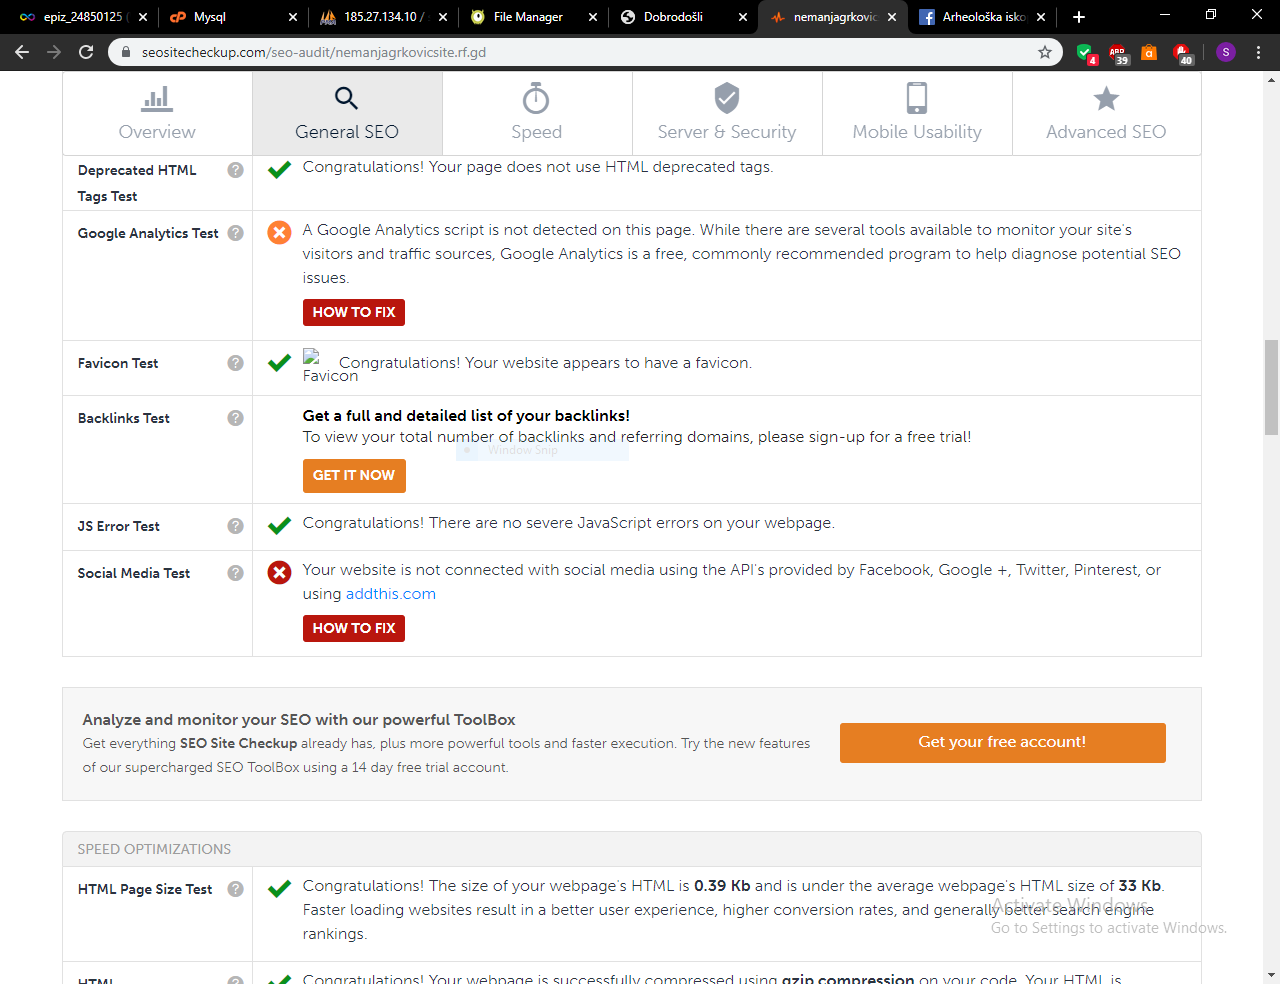 epiz_24850125 (
Mysql
185.27.134.10 /
File Manager
Dobrodošli
nemanjagrkovic
Arheološka isko
seositecheckup.com/seo-audit/nemanjagrkovicsite.rf.gd
4
ABP
39
a
40
S
Overview
General SEO
Speed
Server & Security
Mobile Usability
Advanced SEO
Deprecated HTML
Tags Test
?
Congratulations! Your page does not use HTML deprecated tags.
Google Analytics Test
?
A Google Analytics script is not detected on this page. While there are several tools available to monitor your site's
visitors and traffic sources, Google Analytics is a free, commonly recommended program to help diagnose potential SEO
issues.
HOW TO FIX
Favicon Test
?
Favicon
Congratulations! Your website appears to have a favicon.
Backlinks Test
?
Get a full and detailed list of your backlinks!
To view your total number of backlinks and referring domains, please sign-up for a free trial!
Window Snip
GET IT NOW
JS Error Test
?
Congratulations! There are no severe JavaScript errors on your webpage.
Social Media Test
?
Your website is not connected with social media using the API's provided by Facebook, Google +, Twitter, Pinterest, or
using addthis.com
HOW TO FIX
Analyze and monitor your SEO with our powerful ToolBox
Get everything SEO Site Checkup already has, plus more powerful tools and faster execution. Try the new features
of our supercharged SEO ToolBox using a 14 day free trial account.
Get your free account!
SPEED OPTIMIZATIONS
HTML Page Size Test
?
Congratulations! The size of your webpage's HTML is 0.39 Kb and is under the average webpage's HTML size of 33 Kb.
Faster loading websites result in a better user experience, higher conversion rates, and generally better search engine
rankings.
Activate Windows
Go to Settings to activate Windows.
HTML
?
Congratulations! Your webpage is successfully compressed using gzip compression on your code. Your HTML is